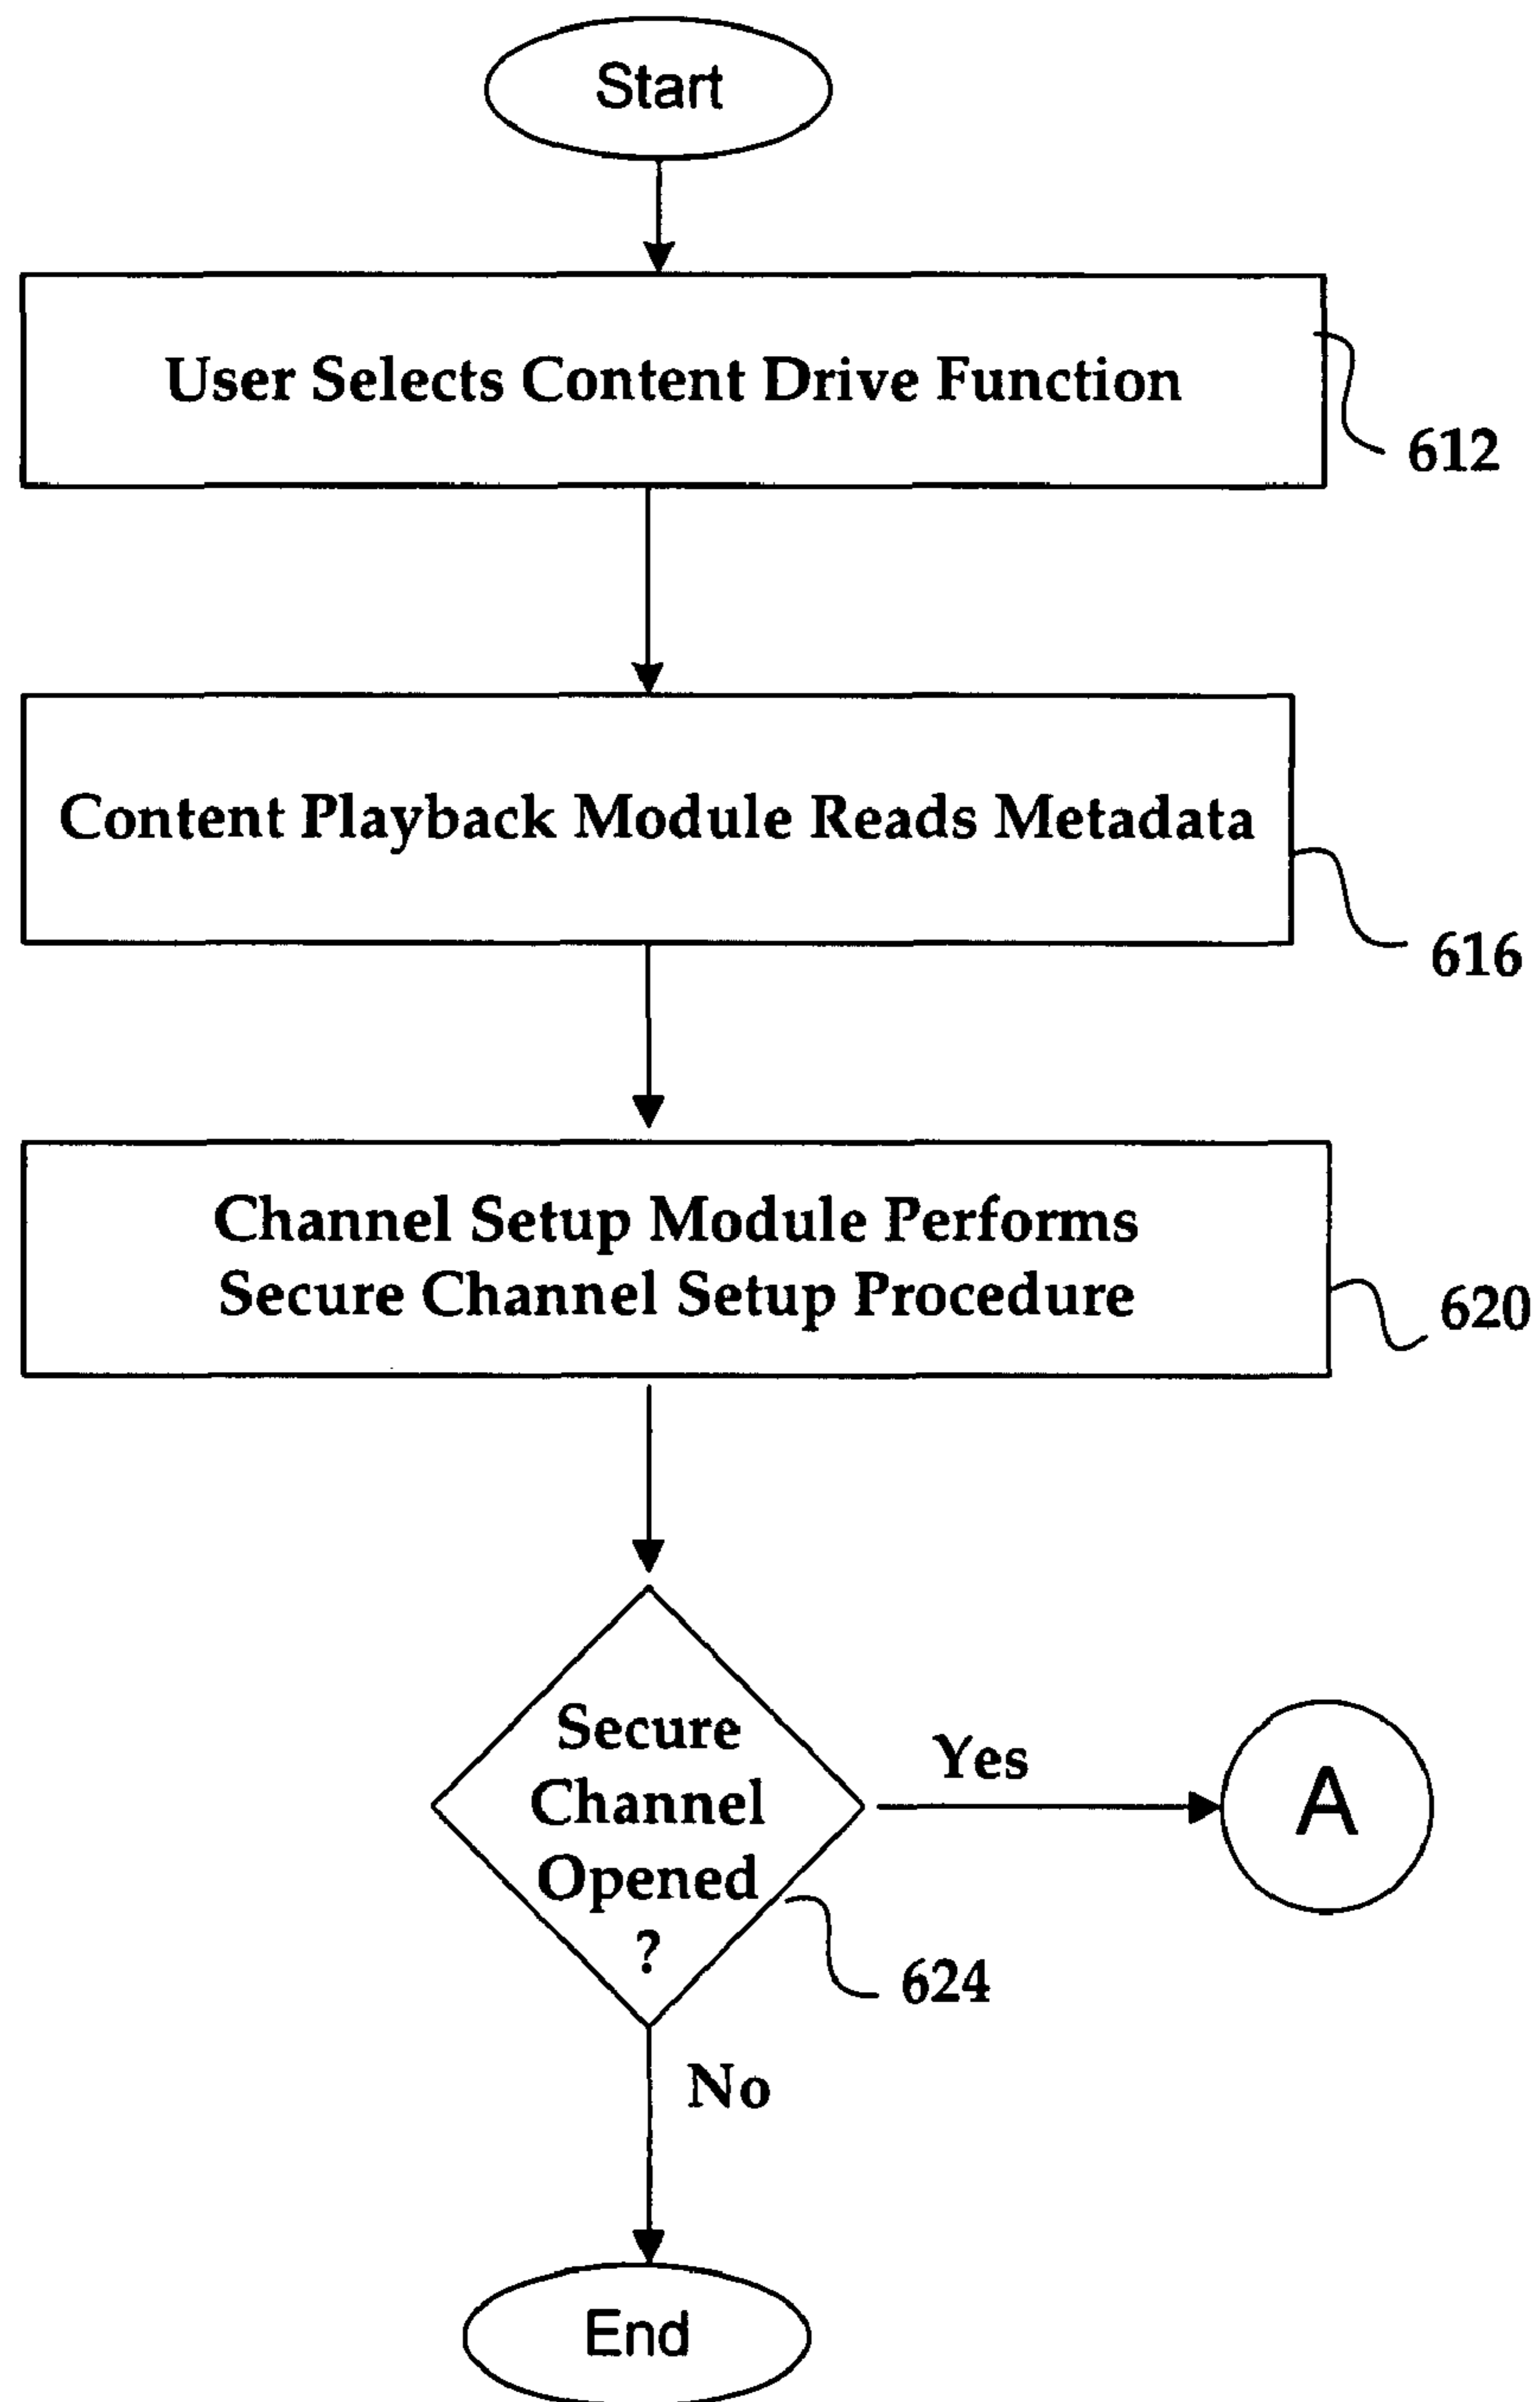 Start
User Selects Content Drive Function
612
Content Playback Module Reads Metadata
616
Channel Setup Module Performs
Secure Channel Setup Procedure
620
Secure
Channel
Opened
?
Yes
A
624
No
End